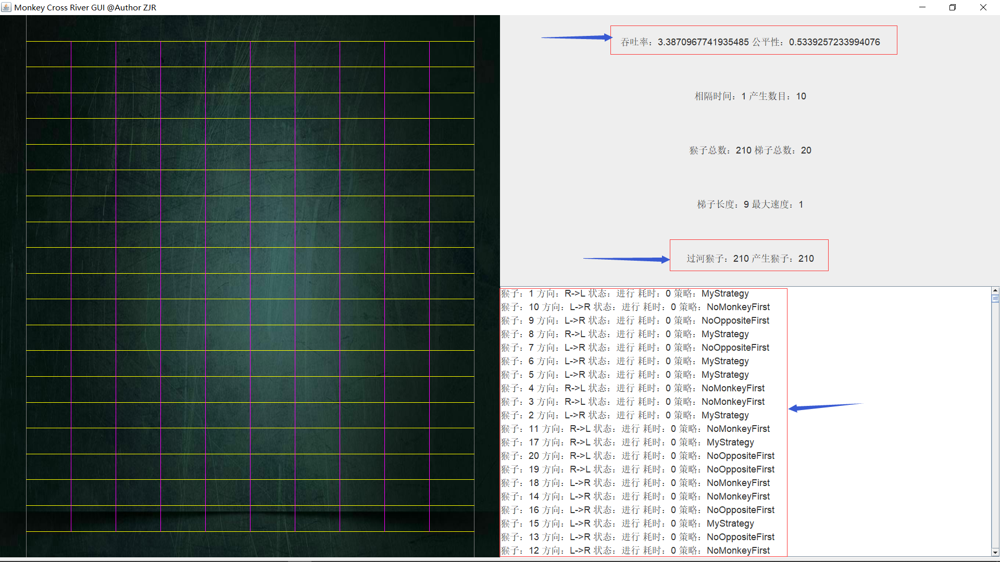 Monkey Cross River GUI @Author ZJR
吞吐率：3.3870967741935485 公平性：0.5339257233994076
相隔时间：1 产生数目：10
猴子总数：210 梯子总数：20
梯子长度：9 最大速度：1
过河猴子：210 产生猴子：210
猴子：1 方向：R->L 状态：进行 耗时：0 策略：MyStrategy
猴子：10 方向：L->R 状态：进行 耗时：0 策略：NoMonkeyFirst
猴子：9 方向：L->R 状态：进行 耗时：0 策略：NoOppositeFirst
猴子：8 方向：R->L 状态：进行 耗时：0 策略：MyStrategy
猴子：7 方向：L->R 状态：进行 耗时：0 策略：NoOppositeFirst
猴子：6 方向：L->R 状态：进行 耗时：0 策略：MyStrategy
猴子：5 方向：L->R 状态：进行 耗时：0 策略：MyStrategy
猴子：4 方向：R->L 状态：进行 耗时：0 策略：NoMonkeyFirst
猴子：3 方向：R->L 状态：进行 耗时：0 策略：NoMonkeyFirst
猴子：2 方向：L->R 状态：进行 耗时：0 策略：MyStrategy
猴子：11 方向：R->L 状态：进行 耗时：0 策略：NoMonkeyFirst
猴子：17 方向：R->L 状态：进行 耗时：0 策略：MyStrategy
猴子：20 方向：R->L 状态：进行 耗时：0 策略：NoOppositeFirst
猴子：19 方向：R->L 状态：进行 耗时：0 策略：NoOppositeFirst
猴子：18 方向：L->R 状态：进行 耗时：0 策略：NoMonkeyFirst
猴子：14 方向：L->R 状态：进行 耗时：0 策略：NoMonkeyFirst
猴子：16 方向：L->R 状态：进行 耗时：0 策略：NoOppositeFirst
猴子：15 方向：L->R 状态：进行 耗时：0 策略：MyStrategy
猴子：13 方向：L->R 状态：进行 耗时：0 策略：NoOppositeFirst
猴子：12 方向：L->R 状态：进行 耗时：0 策略：NoMonkeyFirst